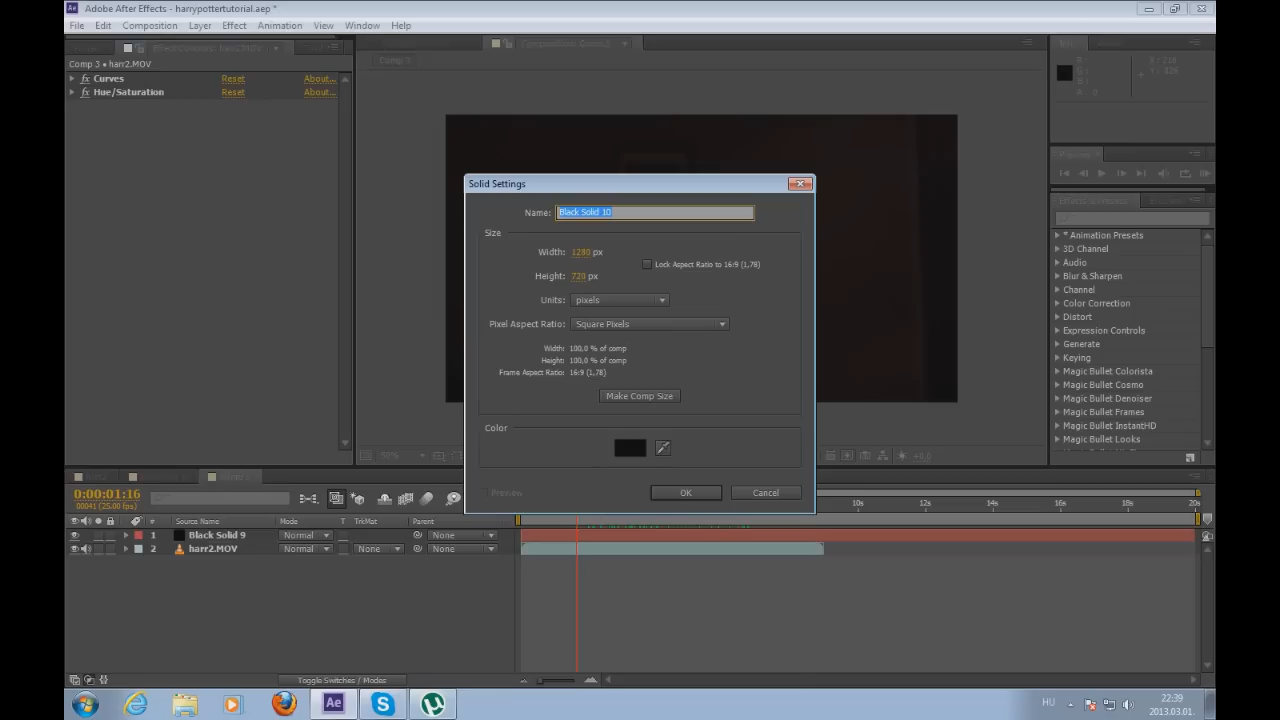 Adobe After Effects - harrypottertutorial.aep *
File Edit Composition Layer Effect Animation View Window Help
Comp 3 • harr2.MOV
Comp 3
fx Curves Reset About...
fx Hue/Saturation Reset About...
Solid Settings
Name: Black Solid 10
Size
Width: 1280 px
Lock Aspect Ratio to 16:9 (1,78)
Height: 720 px
Units: pixels
Pixel Aspect Ratio: Square Pixels
Width: 100,0 % of comp
Height: 100,0 % of comp
Frame Aspect Ratio: 16:9 (1,78)
Make Comp Size
Color
Preview
OK Cancel
* Animation Presets
3D Channel
Audio
Blur & Sharpen
Channel
Color Correction
Distort
Expression Controls
Generate
Keying
Magic Bullet Colorista
Magic Bullet Cosmo
Magic Bullet Denoiser
Magic Bullet Frames
Magic Bullet InstantHD
Magic Bullet Looks
Magic Bullet Mojo
0:00:01:16
00041 (25.00 fps)
10s 12s 14s 16s 18s 20s
# Source Name Mode T TrkMat Parent
1 Black Solid 9 Normal None
2 harr2.MOV Normal None None
Toggle Switches / Modes
Ae
HU
22:39
2013.03.01.